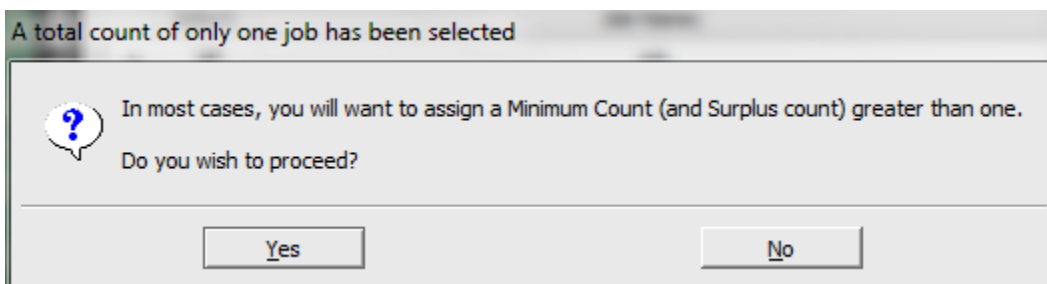 A total count of only one job has been selected
In most cases, you will want to assign a Minimum Count (and Surplus count) greater than one.
Do you wish to proceed?
Yes
No